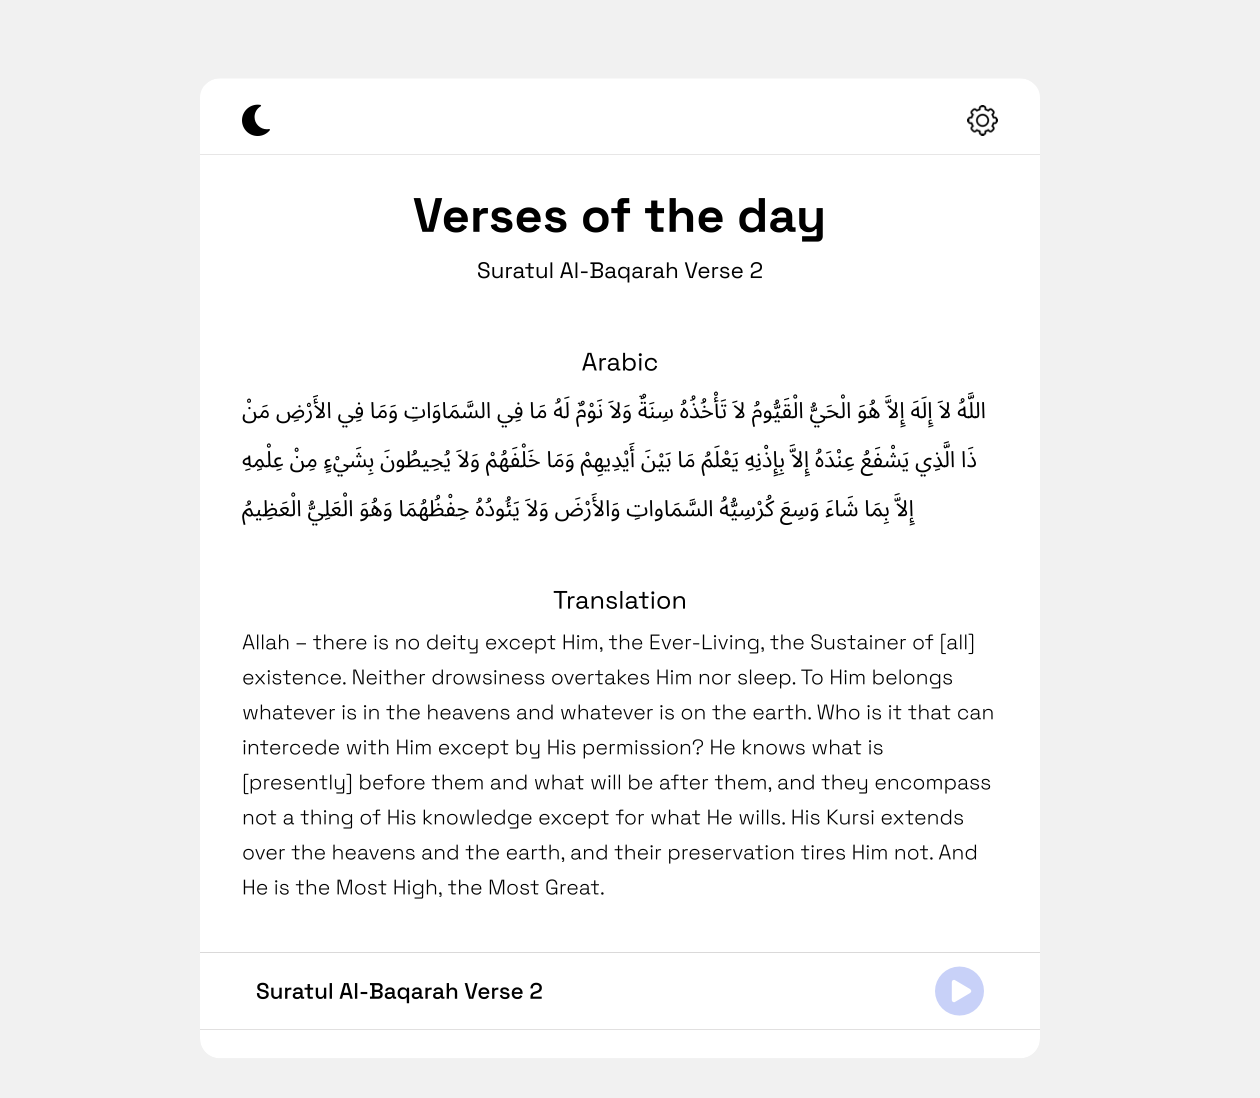 Verses of the day
Suratul Al-Baqarah Verse 2
Arabic
اللَّهُ لاَ إِلَهَ إِلاَّ هُوَ الْحَيُّ الْقَيُّومُ لاَ تَأْخُذُهُ سِنَةٌ وَلاَ نَوْمٌ لَهُ مَا فِي السَّمَاوَاتِ وَمَا فِي الأَرْضِ مَنْ
ذَا الَّذِي يَشْفَعُ عِنْدَهُ إِلاَّ بِإِذْنِهِ يَعْلَمُ مَا بَيْنَ أَيْدِيهِمْ وَمَا خَلْفَهُمْ وَلاَ يُحِيطُونَ بِشَيْءٍ مِنْ عِلْمِهِ
إِلاَّ بِمَا شَاءَ وَسِعَ كُرْسِيُّهُ السَّمَاواتِ وَالأَرْضَ وَلاَ يَئُودُهُ حِفْظُهُمَا وَهُوَ الْعَلِيُّ الْعَظِيمُ
Translation
Allah – there is no deity except Him, the Ever-Living, the Sustainer of [all]
existence. Neither drowsiness overtakes Him nor sleep. To Him belongs
whatever is in the heavens and whatever is on the earth. Who is it that can
intercede with Him except by His permission? He knows what is
[presently] before them and what will be after them, and they encompass
not a thing of His knowledge except for what He wills. His Kursi extends
over the heavens and the earth, and their preservation tires Him not. And
He is the Most High, the Most Great.
Suratul Al-Baqarah Verse 2